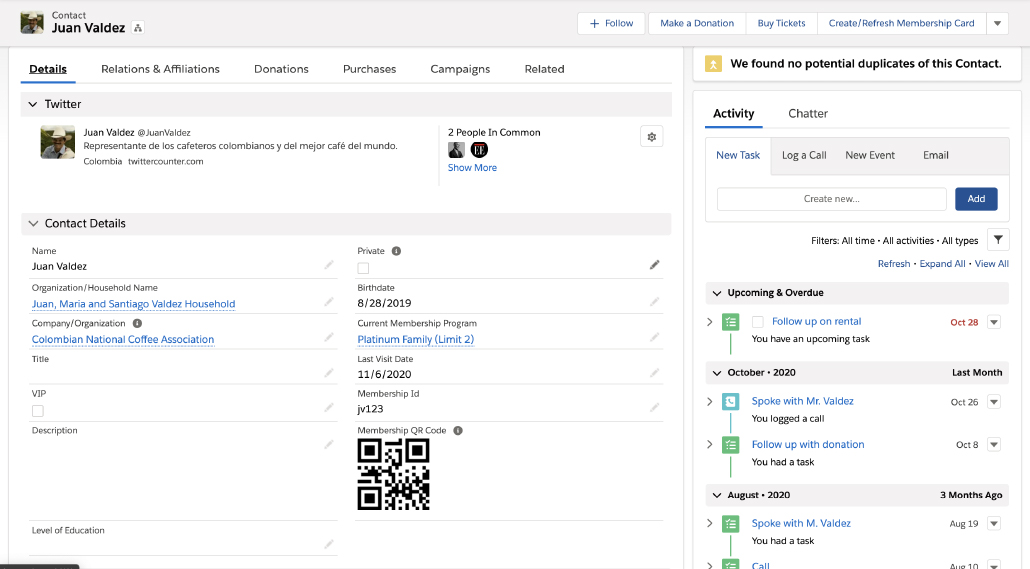 Contact
Juan Valdez
Follow
Make a Donation
Buy Tickets
Create/Refresh Membership Card
Details
Relations & Affiliations
Donations
Purchases
Campaigns
Related
Twitter
Juan Valdez @JuanValdez
Representante de los cafeteros colombianos y del mejor café del mundo.
Colombia twittercounter.com
2 People In Common
EE
Show More
Contact Details
Name
Juan Valdez
Private
Organization/Household Name
Juan, Maria and Santiago Valdez Household
Birthdate
8/28/2019
Company/Organization
Colombian National Coffee Association
Current Membership Program
Platinum Family (Limit 2)
Title
Last Visit Date
11/6/2020
VIP
Membership Id
jv123
Description
Membership QR Code
Level of Education
We found no potential duplicates of this Contact.
Activity
Chatter
New Task
Log a Call
New Event
Email
Create new...
Add
Filters: All time • All activities • All types
Refresh • Expand All • View All
Upcoming & Overdue
Follow up on rental
Oct 28
You have an upcoming task
October • 2020
Last Month
Spoke with Mr. Valdez
Oct 26
You logged a call
Follow up with donation
Oct 8
You had a task
August • 2020
3 Months Ago
Spoke with M. Valdez
Aug 19
You had a task
Call
Aug 10